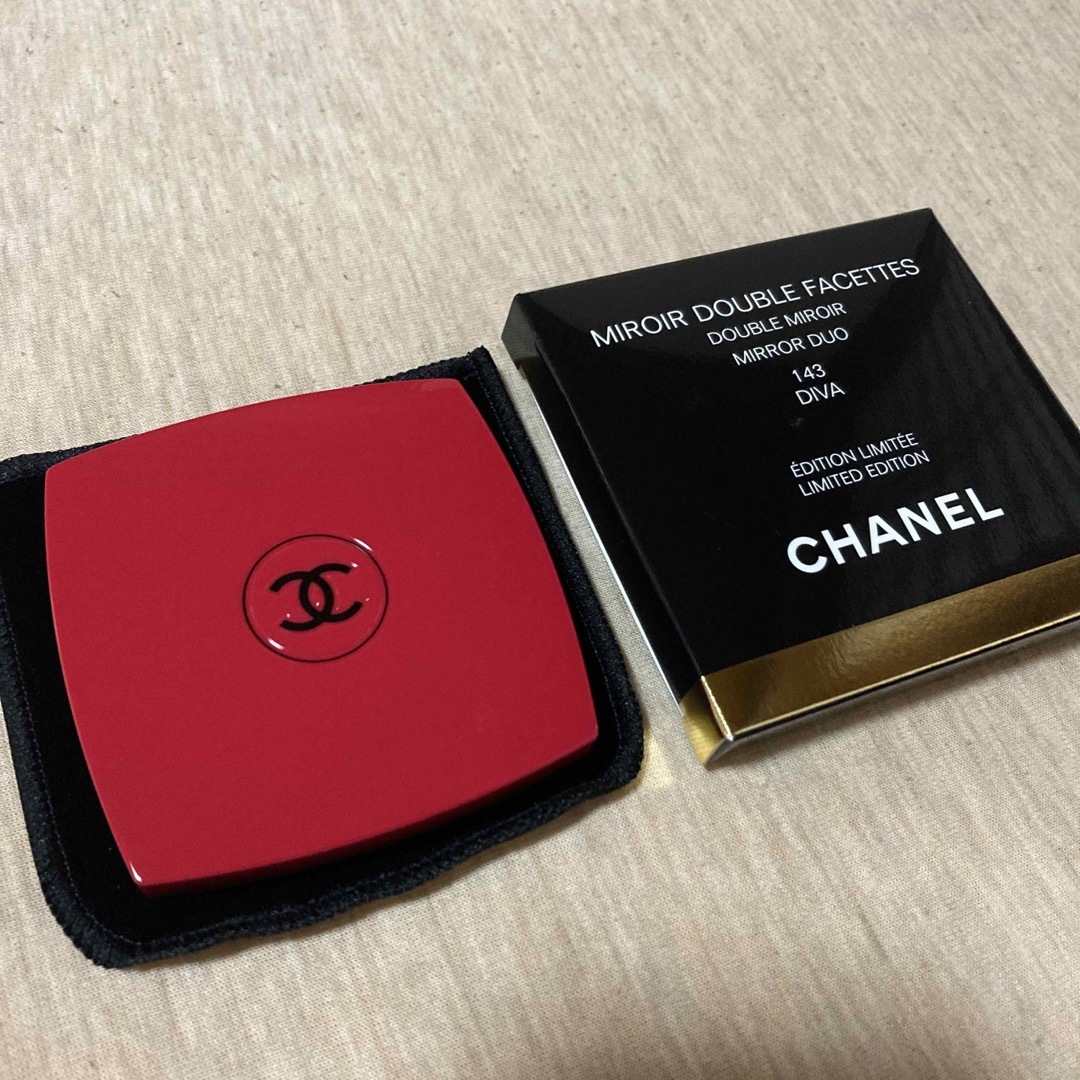 MIROIR DOUBLE FACETTES
DOUBLE MIROIR
MIRROR DUO
143
DIVA
ÉDITION LIMITÉE
LIMITED EDITION
CHANEL